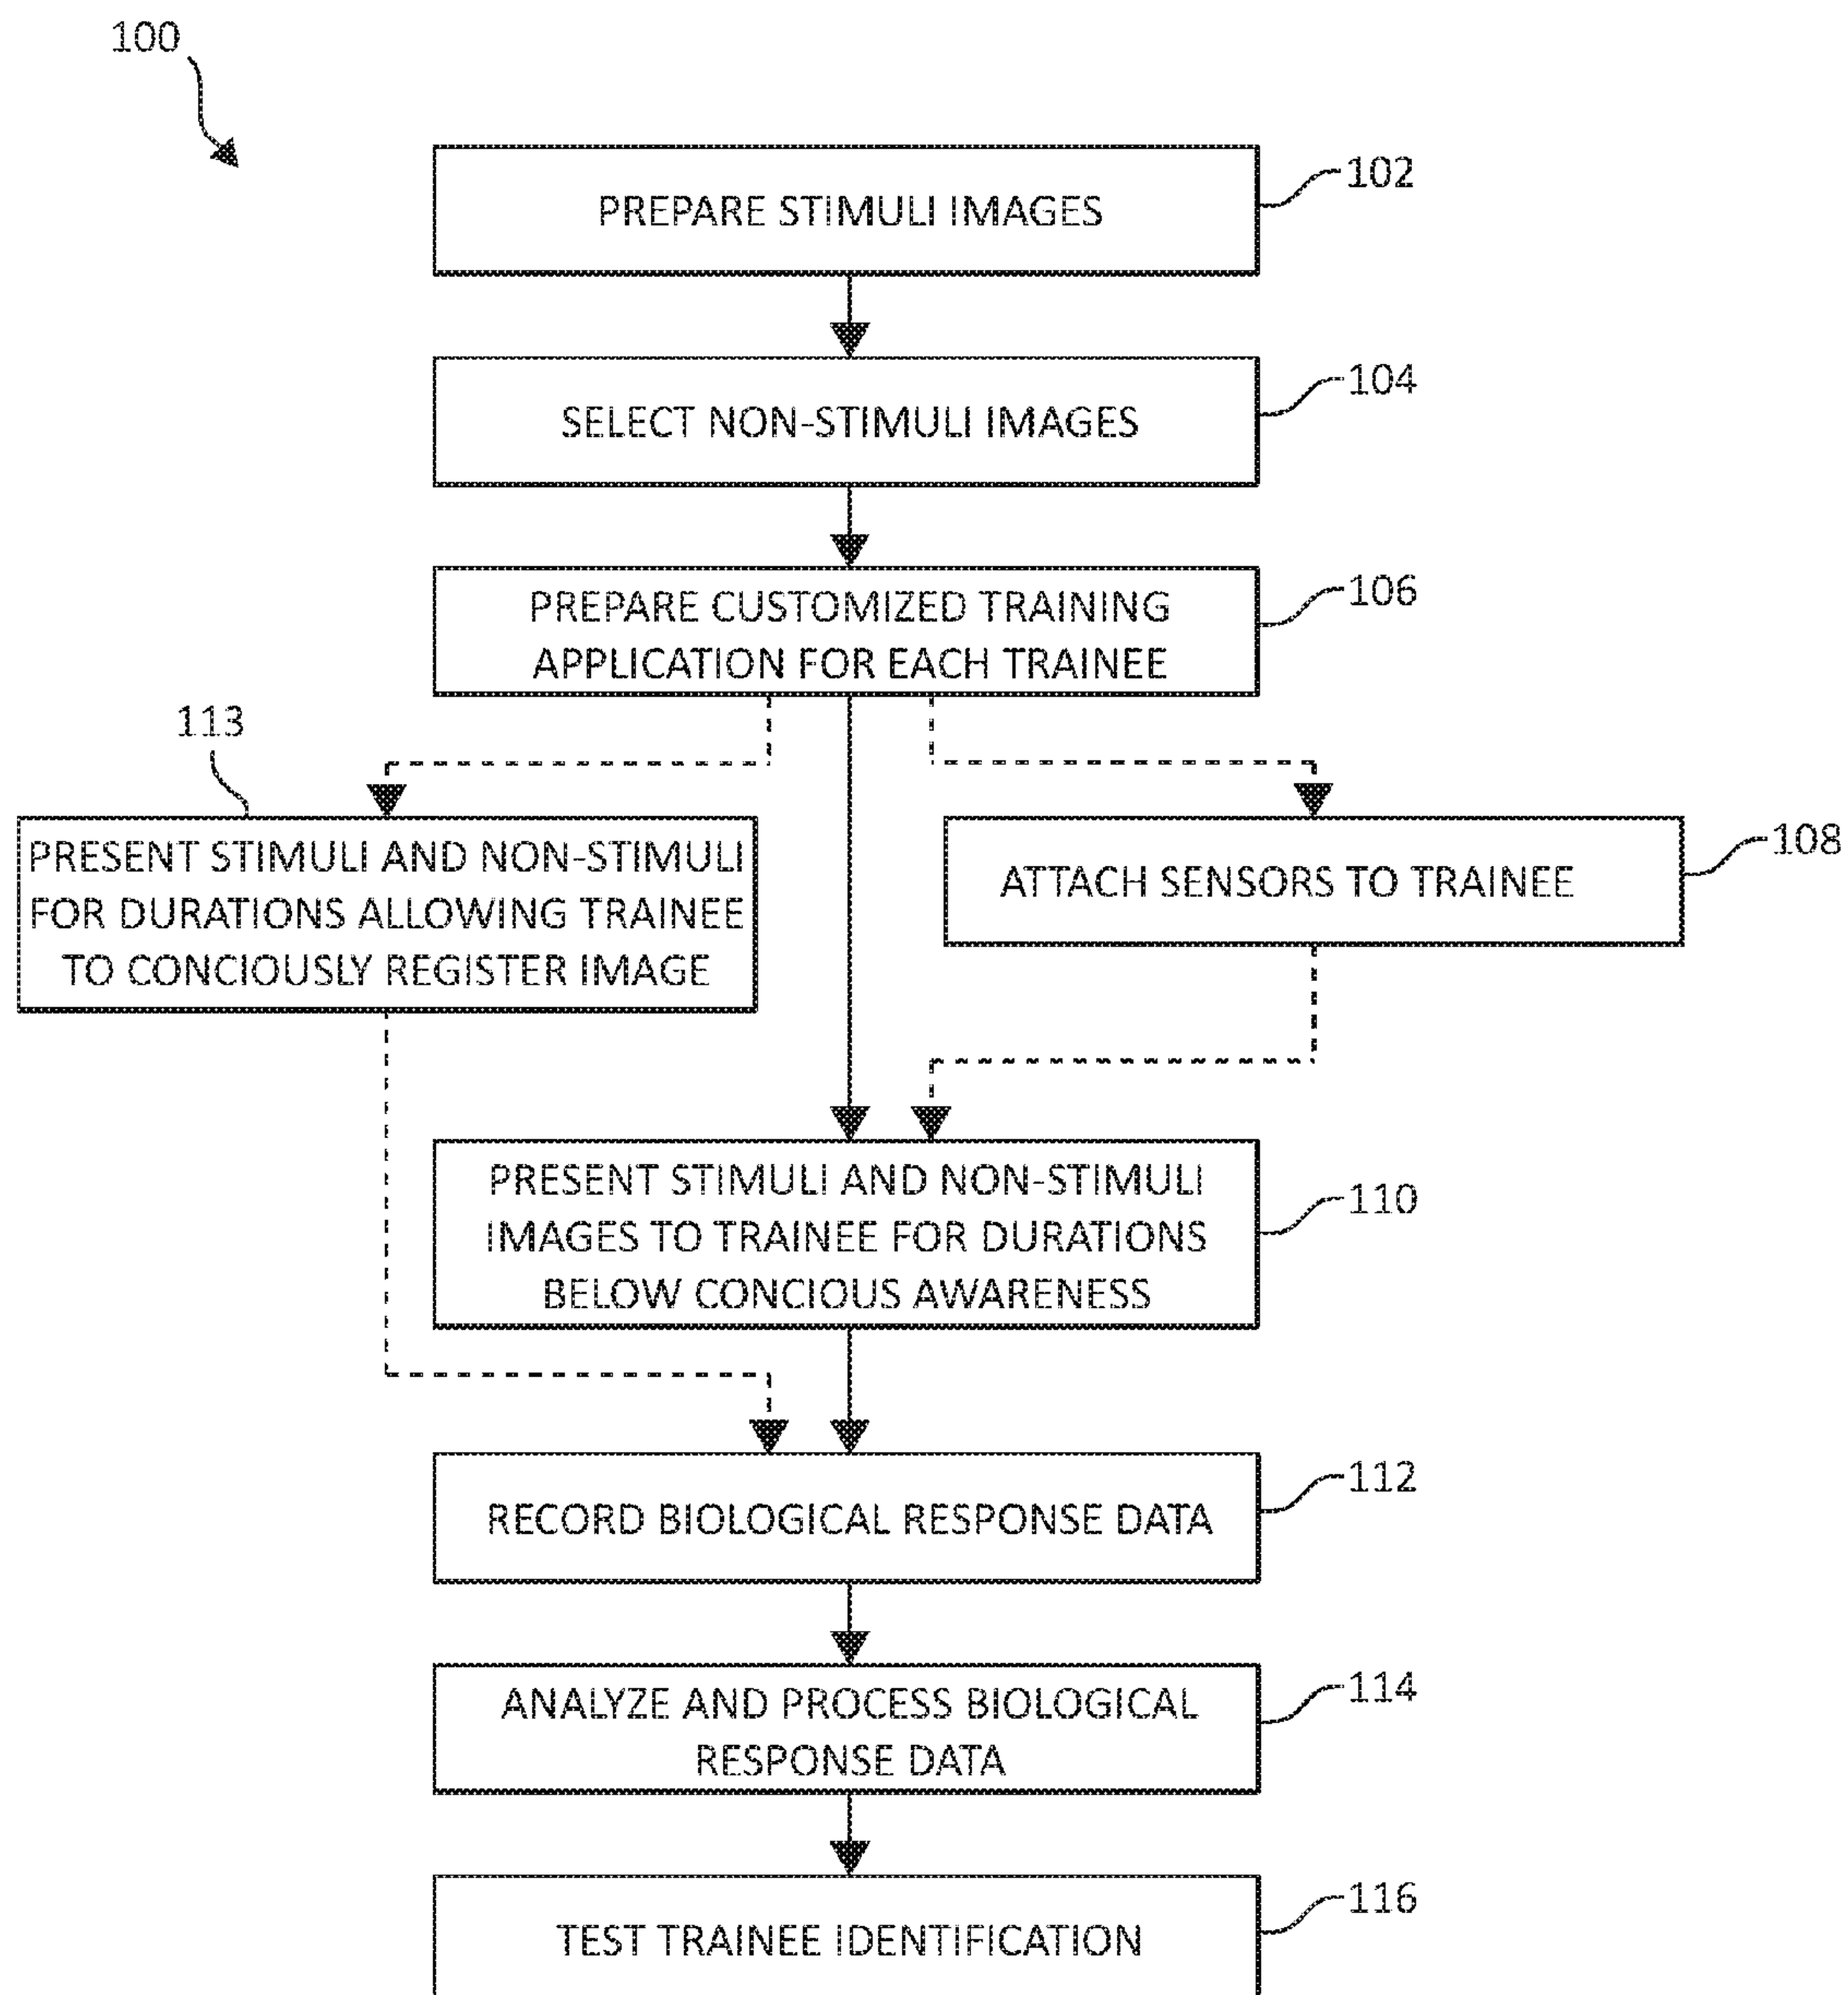 100
PREPARE STIMULI IMAGES
102
SELECT NON-STIMULI IMAGES
104
PREPARE CUSTOMIZED TRAINING
APPLICATION FOR EACH TRAINEE
106
113
PRESENT STIMULI AND NON-STIMULI
FOR DURATIONS ALLOWING TRAINEE
TO CONCIOUSLY REGISTER IMAGE
ATTACH SENSORS TO TRAINEE
108
PRESENT STIMULI AND NON-STIMULI
IMAGES TO TRAINEE FOR DURATIONS
BELOW CONCIOUS AWARENESS
110
RECORD BIOLOGICAL RESPONSE DATA
112
ANALYZE AND PROCESS BIOLOGICAL
RESPONSE DATA
114
TEST TRAINEE IDENTIFICATION
116